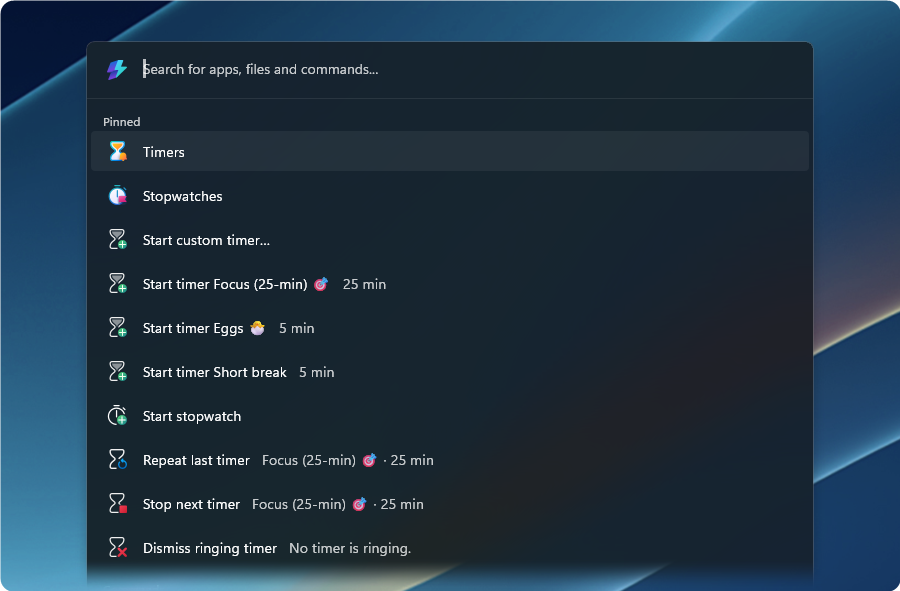 Search for apps, files and commands...
Pinned
Timers
Stopwatches
Start custom timer...
Start timer Focus (25-min) 🎯 25 min
Start timer Eggs 🐣 5 min
Start timer Short break 5 min
Start stopwatch
Repeat last timer Focus (25-min) 🎯 · 25 min
Stop next timer Focus (25-min) 🎯 · 25 min
Dismiss ringing timer No timer is ringing.